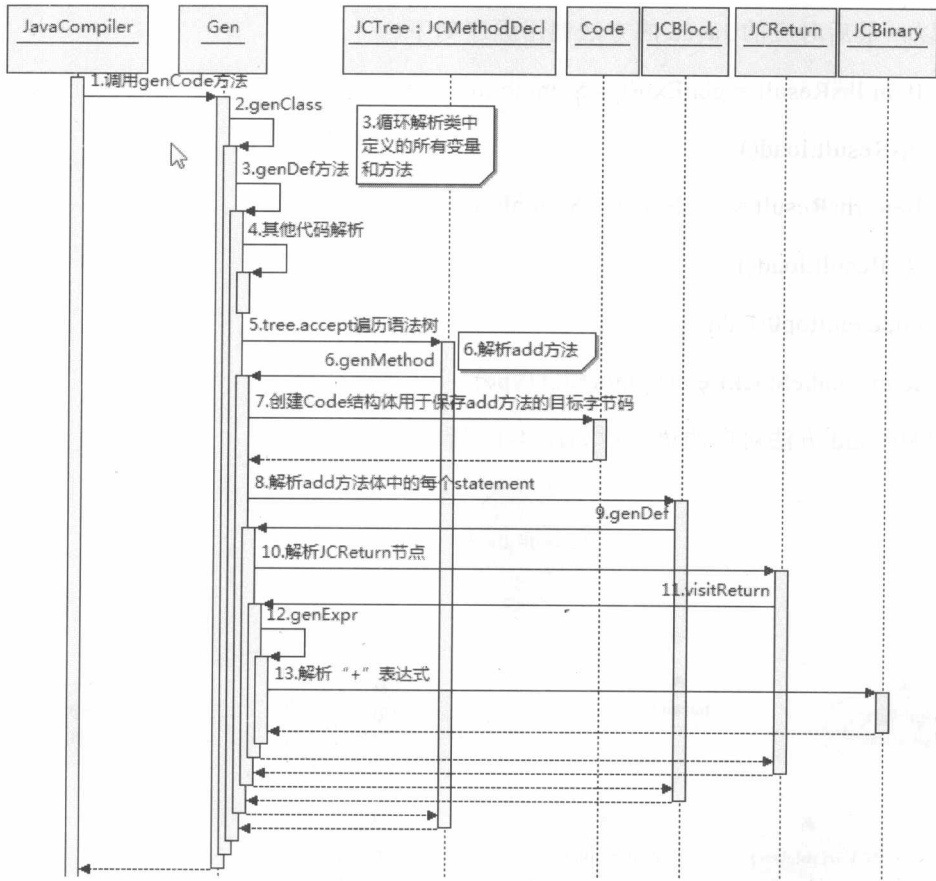 JavaCompiler
Gen
JCTree : JCMethodDecl
Code
JCBlock
JCReturn
JCBinary
1.调用genCode方法
2.genClass
3.循环解析类中
定义的所有变量
和方法
3.genDef方法
4.其他代码解析
5.tree.accept遍历语法树
6.解析add方法
6.genMethod
7.创建Code结构体用于保存add方法的目标字节码
8.解析add方法体中的每个statement
9.genDef
10.解析JCReturn节点
11.visitReturn
12.genExpr
13.解析“+”表达式